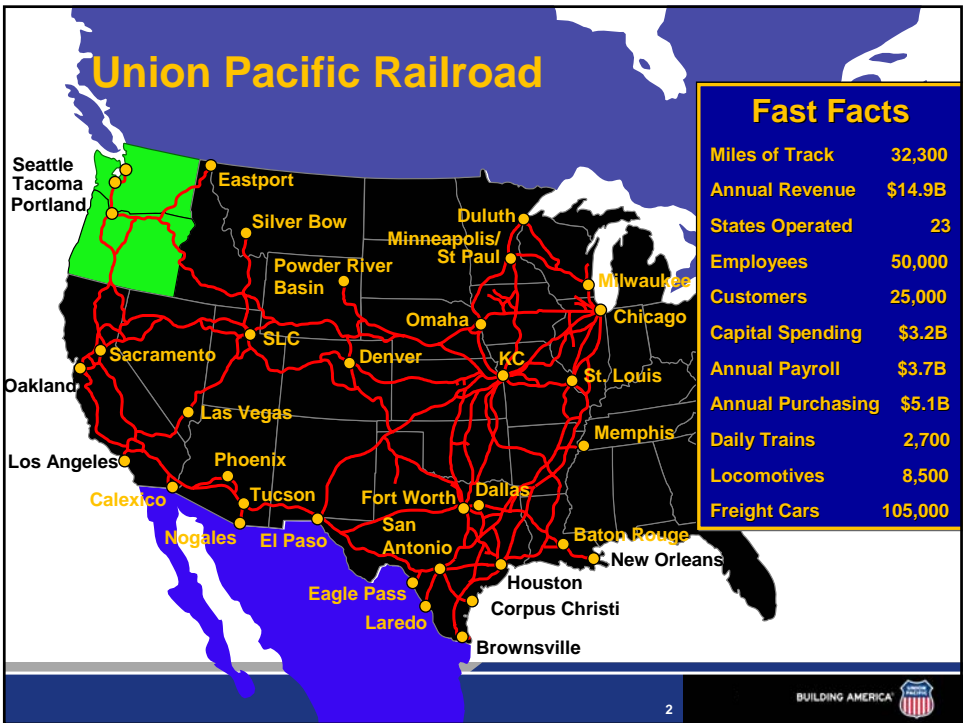 Union Pacific Railroad
Fast Facts
Miles of Track 32,300
Annual Revenue $14.9B
States Operated 23
Employees 50,000
Customers 25,000
Capital Spending $3.2B
Annual Payroll $3.7B
Annual Purchasing $5.1B
Daily Trains 2,700
Locomotives 8,500
Freight Cars 105,000
Seattle
Tacoma
Portland
Eastport
Silver Bow
Duluth
Minneapolis/
St Paul
Powder River
Basin
Milwaukee
Omaha
Chicago
SLC
Sacramento
Denver
KC
Oakland
St. Louis
Las Vegas
Memphis
Los Angeles
Phoenix
Calexico
Tucson
Fort Worth
Dallas
Nogales
El Paso
San
Antonio
Baton Rouge
New Orleans
Eagle Pass
Houston
Laredo
Corpus Christi
Brownsville
2
BUILDING AMERICA®
UNION
PACIFIC